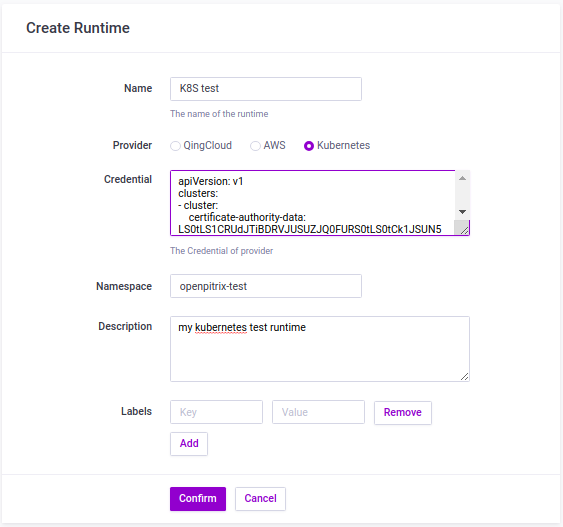 Create Runtime
Name K8S test
The name of the runtime
Provider QingCloud AWS Kubernetes
Credential apiVersion: v1
clusters:
- cluster:
certificate-authority-data:
LS0tLS1CRUdJTiBDRVJUSUZJQ0FURS0tLS0tCk1JSUN5
The Credential of provider
Namespace openpitrix-test
Description my kubernetes test runtime
Labels Key Value Remove
Add
Confirm Cancel